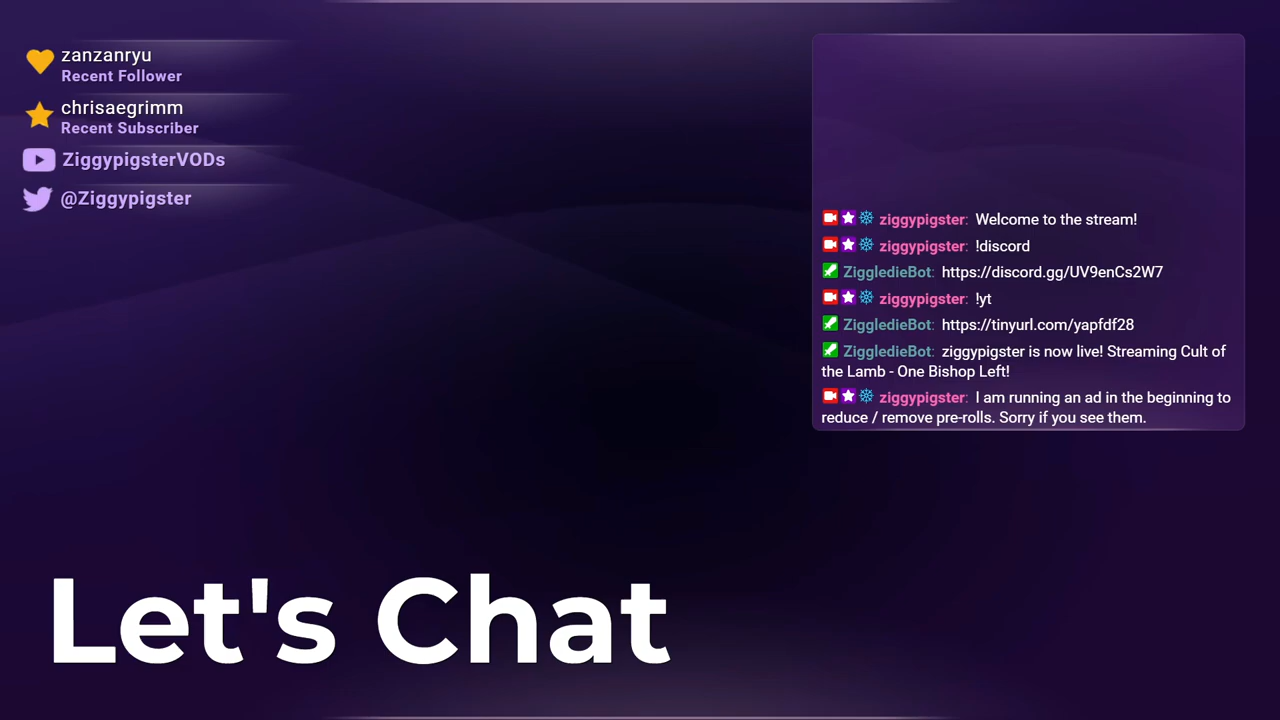 zanzanryu
Recent Follower
chrisaegrimm
Recent Subscriber
ZiggypigsterVODs
@Ziggypigster
ziggypigster: Welcome to the stream!
ziggypigster: !discord
ZiggledieBot: https://discord.gg/UV9enCs2W7
ziggypigster: !yt
ZiggledieBot: https://tinyurl.com/yapfdf28
ZiggledieBot: ziggypigster is now live! Streaming Cult of
the Lamb - One Bishop Left!
ziggypigster: I am running an ad in the beginning to
reduce / remove pre-rolls. Sorry if you see them.
Let's Chat